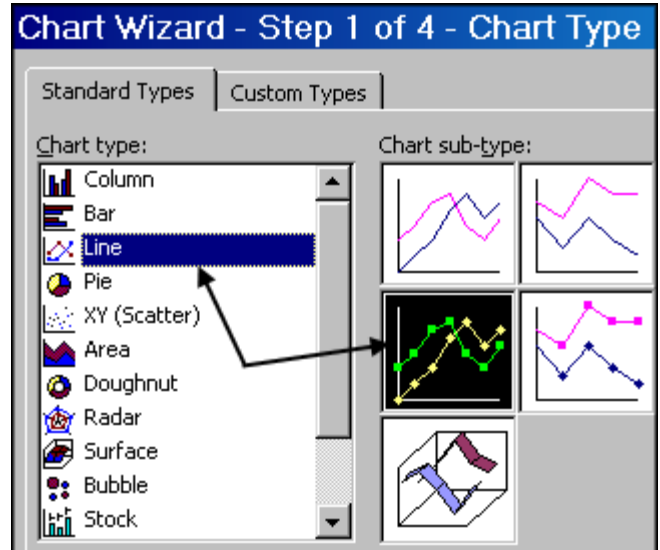 Chart Wizard - Step 1 of 4 - Chart Type
Standard Types
Custom Types
Chart type:
Chart sub-type:
Column
Bar
Line
Pie
XY (Scatter)
Area
Doughnut
Radar
Surface
Bubble
Stock